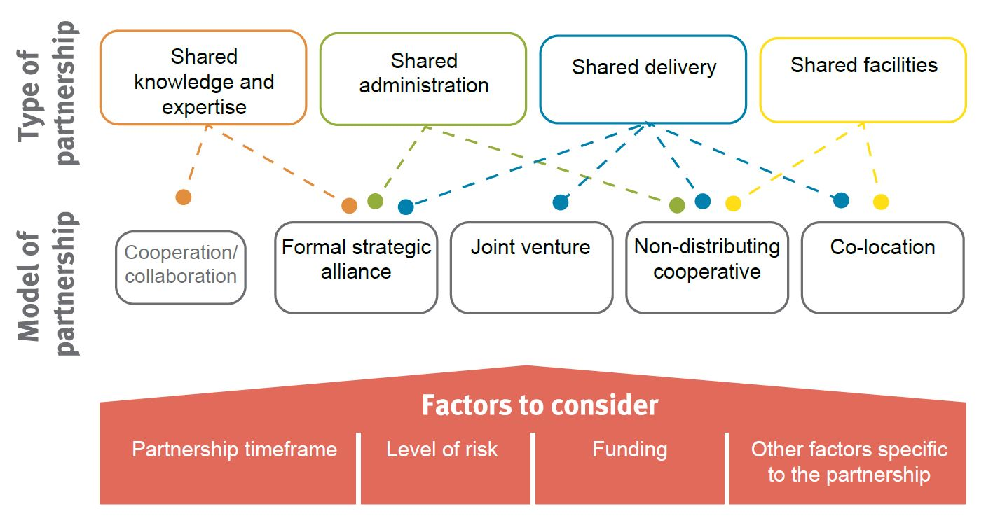 Type of
partnership
Shared
knowledge and
expertise
Shared
administration
Shared delivery
Shared facilities
Model of
partnership
Cooperation/
collaboration
Formal strategic
alliance
Joint venture
Non-distributing
cooperative
Co-location
Factors to consider
Partnership timeframe
Level of risk
Funding
Other factors specific
to the partnership